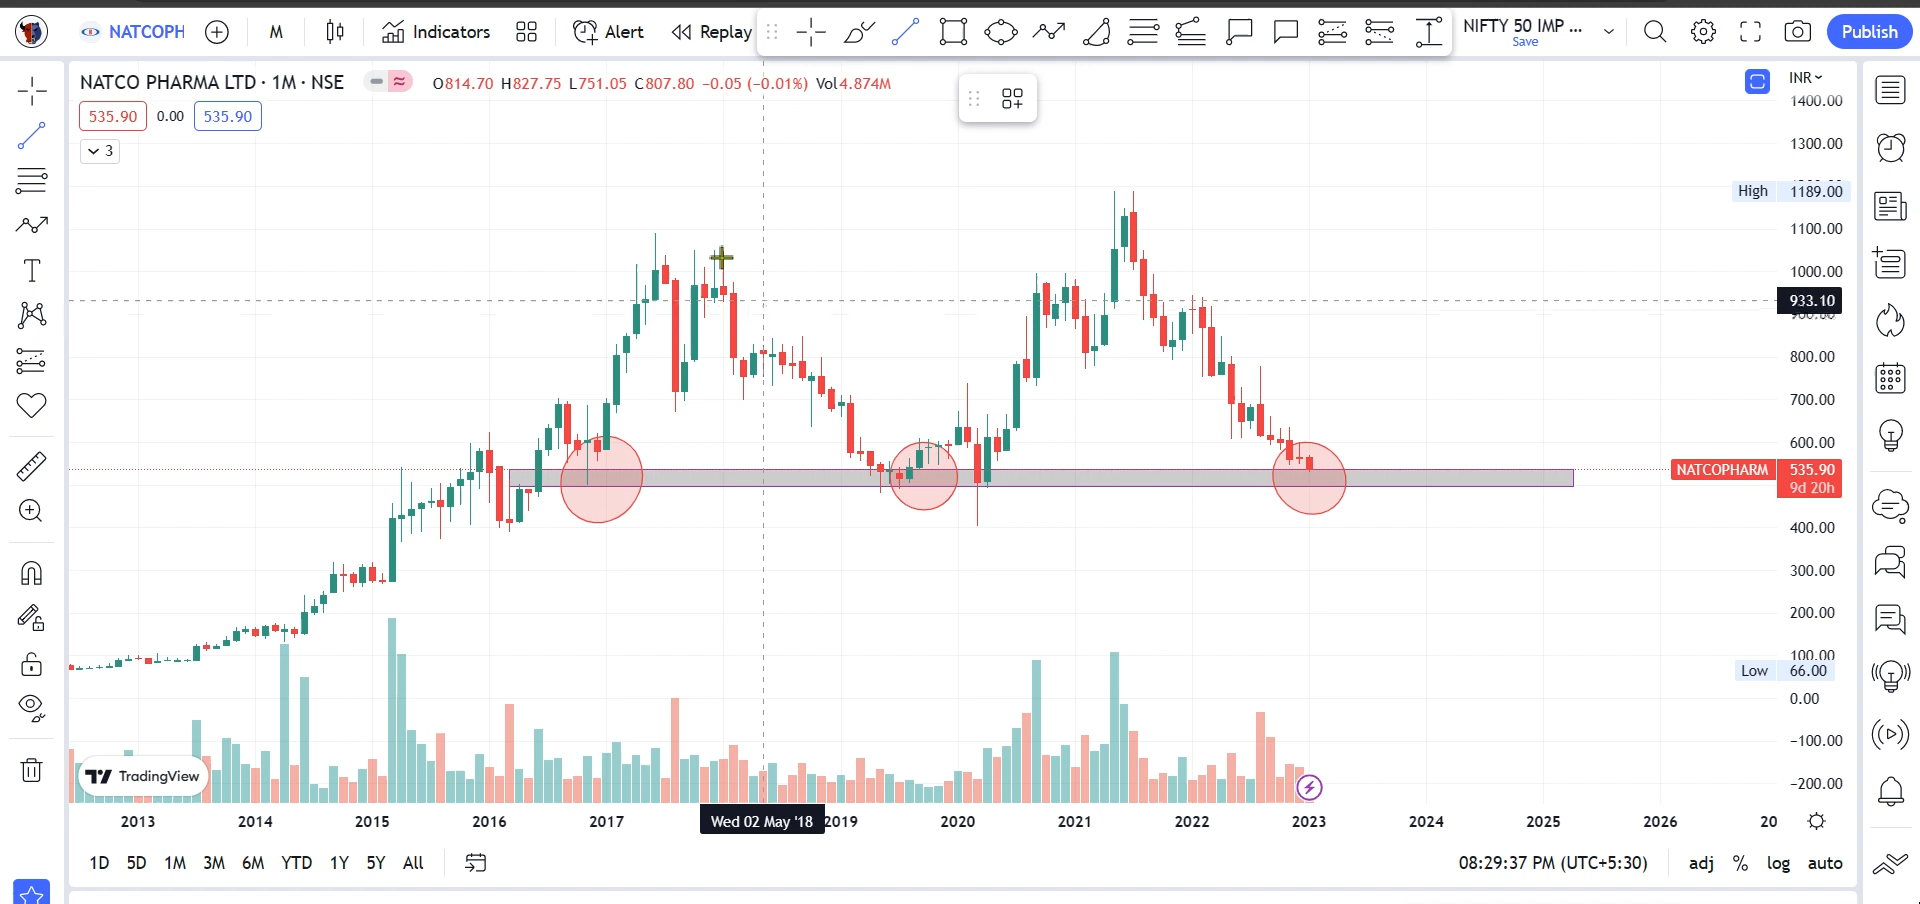 NATCOPH M Indicators Alert Replay NIFTY 50 IMP ... Publish
Save
NATCO PHARMA LTD · 1M · NSE O814.70 H827.75 L751.05 C807.80 −0.05 (−0.01%) Vol4.874M INR
535.90 0.00 535.90
3
1400.00
1300.00
High 1189.00
1100.00
1000.00
933.10
800.00
700.00
600.00
NATCOPHARM 535.90
9d 20h
400.00
300.00
200.00
100.00
Low 66.00
0.00
−100.00
−200.00
TradingView
2013 2014 2015 2016 2017 Wed 02 May '18 2019 2020 2021 2022 2023 2024 2025 2026 20
1D 5D 1M 3M 6M YTD 1Y 5Y All 08:29:37 PM (UTC+5:30) adj % log auto